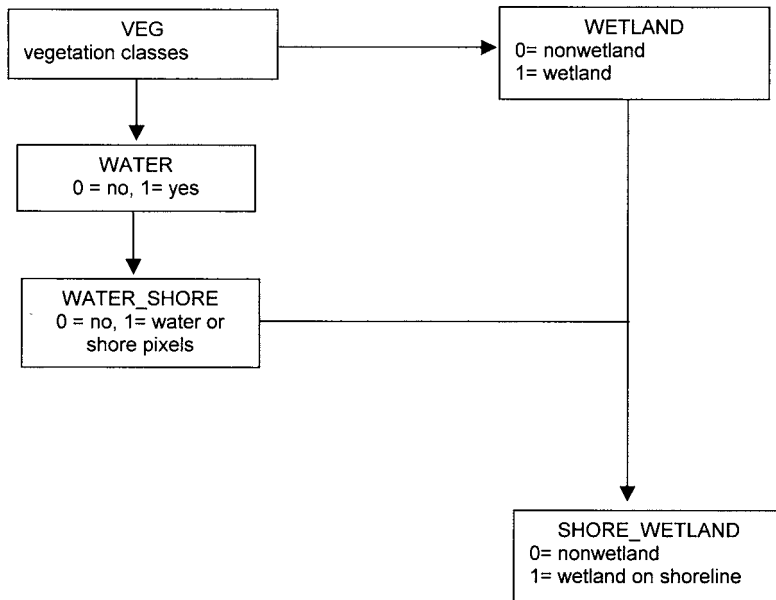 VEG
vegetation classes
WETLAND
0= nonwetland
1= wetland
WATER
0 = no, 1= yes
WATER_SHORE
0 = no, 1= water or
shore pixels
SHORE_WETLAND
0= nonwetland
1= wetland on shoreline